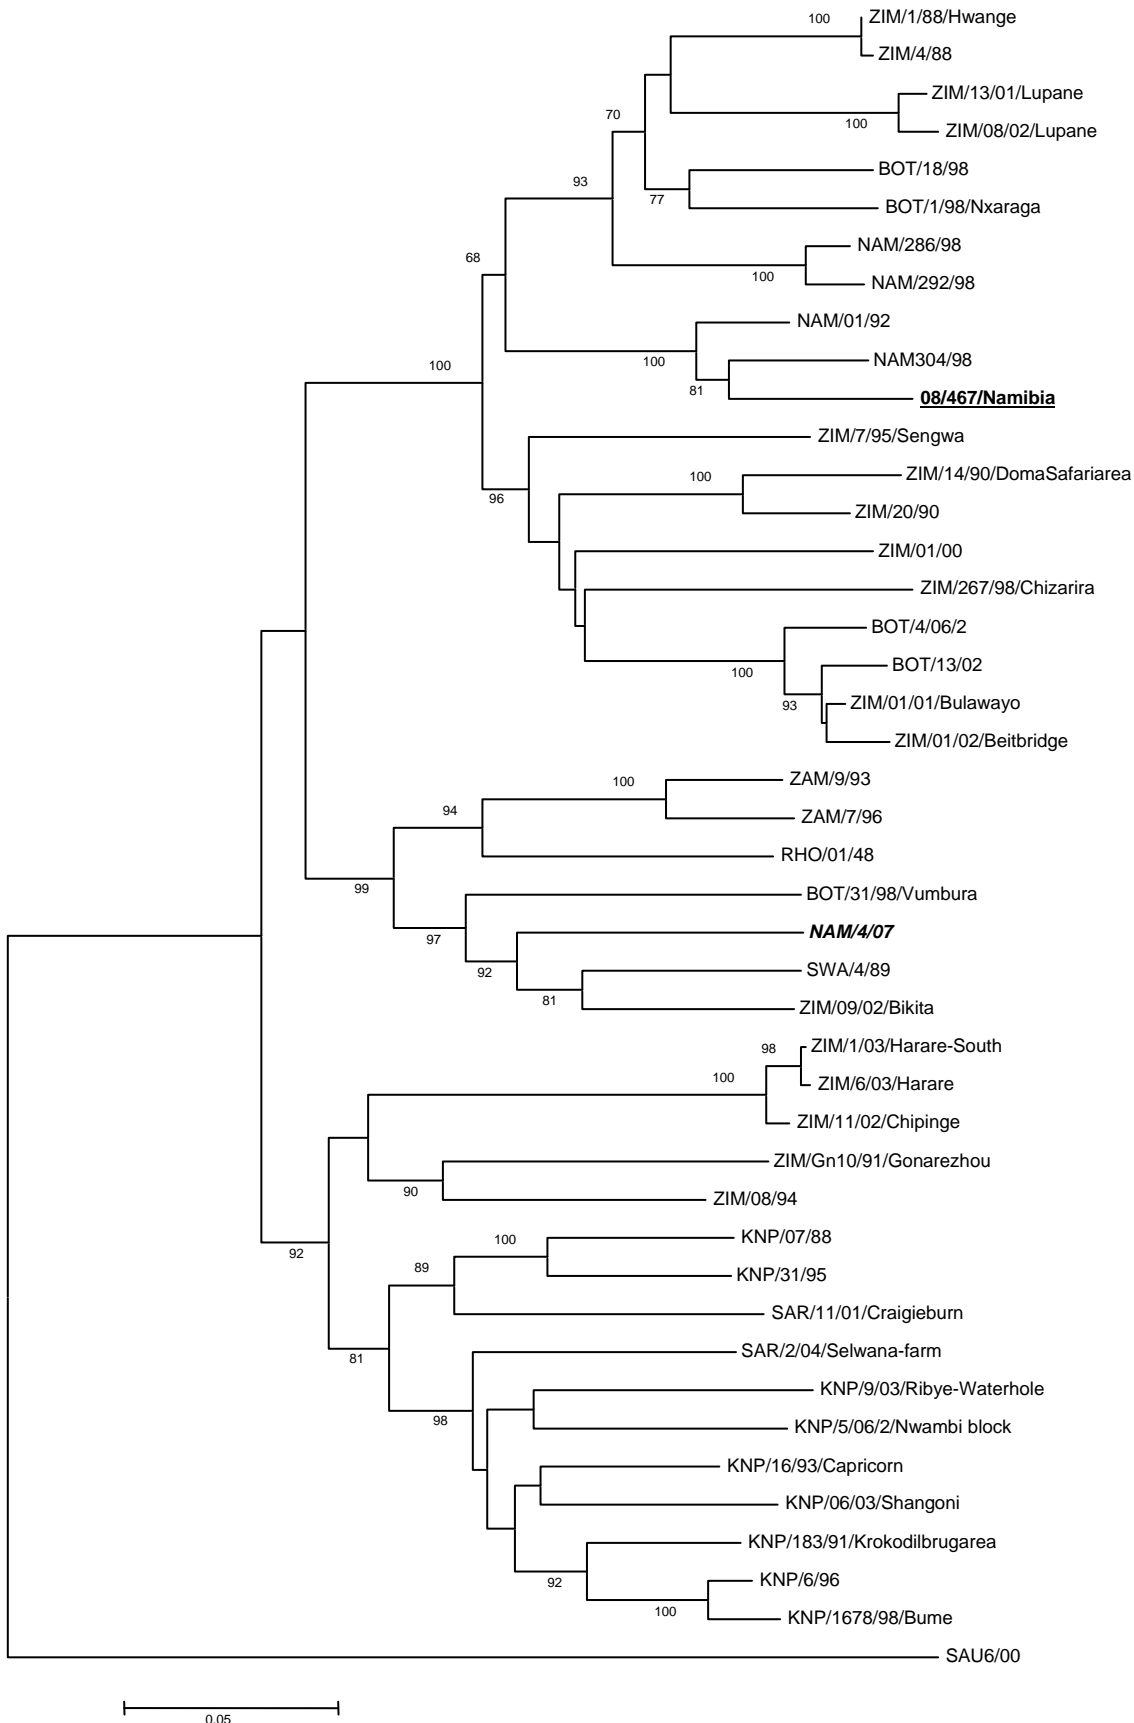 100
ZIM/1/88/Hwange
ZIM/4/88
ZIM/13/01/Lupane
100
ZIM/08/02/Lupane
70
BOT/18/98
93
77
BOT/1/98/Nxaraga
NAM/286/98
68
100
NAM/292/98
NAM/01/92
100
100
NAM304/98
81
08/467/Namibia
ZIM/7/95/Sengwa
100
ZIM/14/90/DomaSafariarea
96
ZIM/20/90
ZIM/01/00
ZIM/267/98/Chizarira
BOT/4/06/2
100
BOT/13/02
93
ZIM/01/01/Bulawayo
ZIM/01/02/Beitbridge
100
ZAM/9/93
94
ZAM/7/96
RHO/01/48
99
BOT/31/98/Vumbura
97
NAM/4/07
92
SWA/4/89
81
ZIM/09/02/Bikita
98
ZIM/1/03/Harare-South
100
ZIM/6/03/Harare
ZIM/11/02/Chipinge
ZIM/Gn10/91/Gonarezhou
90
ZIM/08/94
92
100
KNP/07/88
89
KNP/31/95
SAR/11/01/Craigieburn
81
SAR/2/04/Selwana-farm
KNP/9/03/Ribye-Waterhole
98
KNP/5/06/2/Nwambi block
KNP/16/93/Capricorn
KNP/06/03/Shangoni
KNP/183/91/Krokodilbrugarea
92
KNP/6/96
100
KNP/1678/98/Bume
SAU6/00
0.05